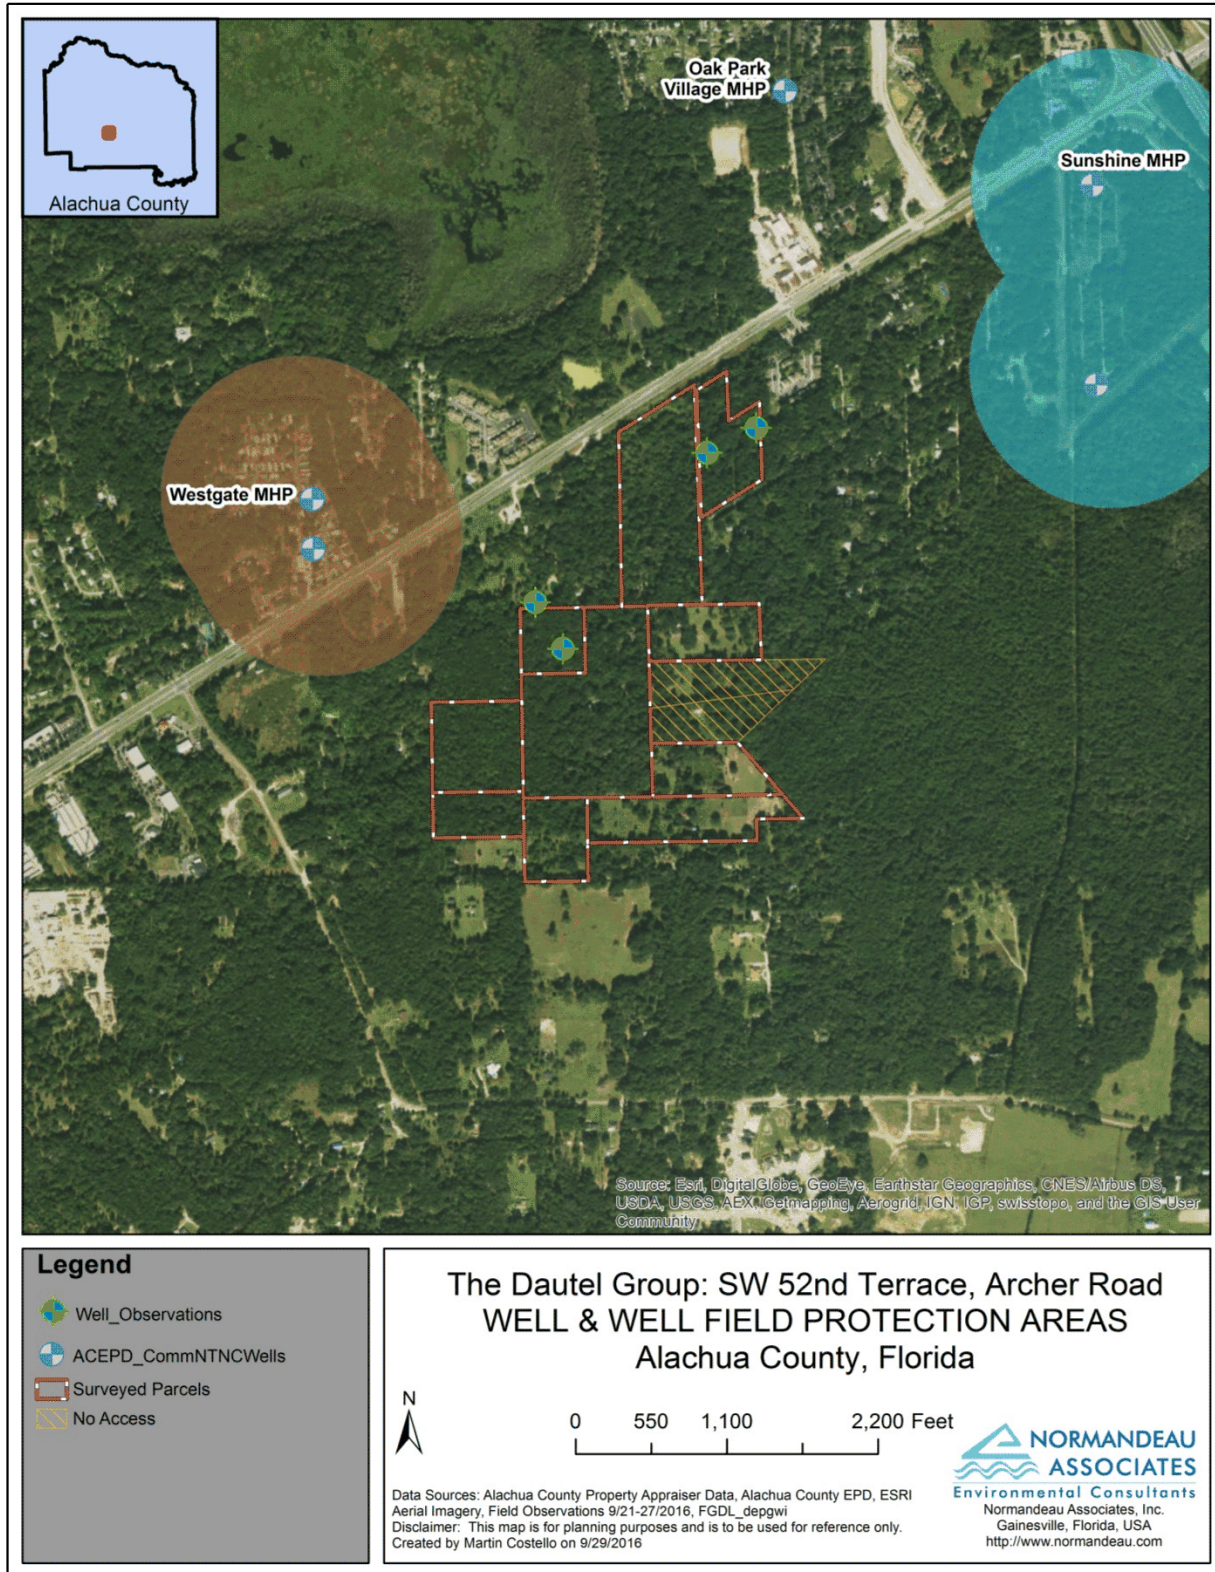 Alachua County
Oak Park
Village MHP
Sunshine MHP
Westgate MHP
Source: Esri, DigitalGlobe, GeoEye, Earthstar Geographics, CNES/Airbus DS,
USDA, USGS, AEX, Getmapping, Aerogrid, IGN, IGP, swisstopo, and the GIS User
Community
Legend
Well_Observations
ACEPD_CommNTNCWells
Surveyed Parcels
No Access
The Dautel Group: SW 52nd Terrace, Archer Road
WELL & WELL FIELD PROTECTION AREAS
Alachua County, Florida
N
0 550 1,100 2,200 Feet
Data Sources: Alachua County Property Appraiser Data, Alachua County EPD, ESRI
Aerial Imagery, Field Observations 9/21-27/2016, FGDL_depgwi
Disclaimer: This map is for planning purposes and is to be used for reference only.
Created by Martin Costello on 9/29/2016
NORMANDEAU
ASSOCIATES
Environmental Consultants
Normandeau Associates, Inc.
Gainesville, Florida, USA
http://www.normandeau.com